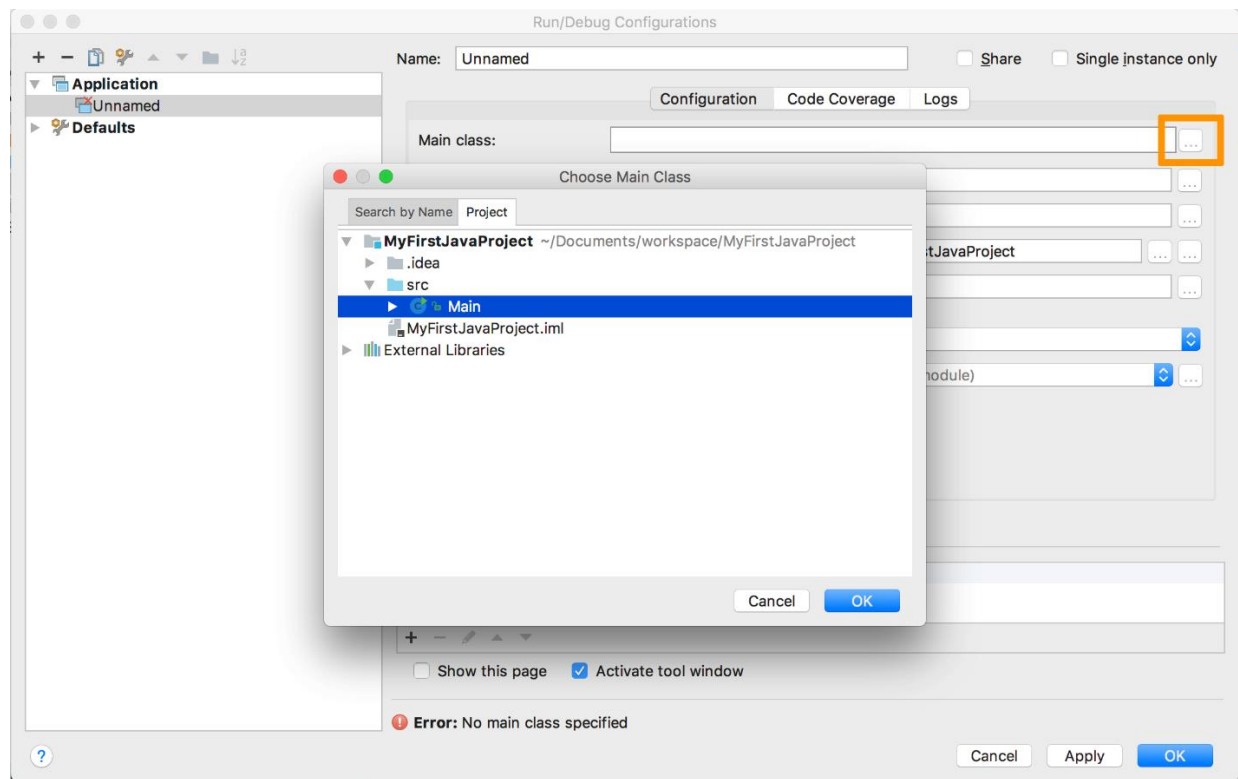 Run/Debug Configurations
Name: Unnamed Share Single instance only
Application
Unnamed
Defaults
Configuration Code Coverage Logs
Main class: ...
Choose Main Class
Search by Name Project
MyFirstJavaProject ~/Documents/workspace/MyFirstJavaProject
.idea
src
Main
MyFirstJavaProject.iml
External Libraries
Cancel OK
...
...
tJavaProject ... ...
...
module) ...
Show this page Activate tool window
Error: No main class specified
? Cancel Apply OK